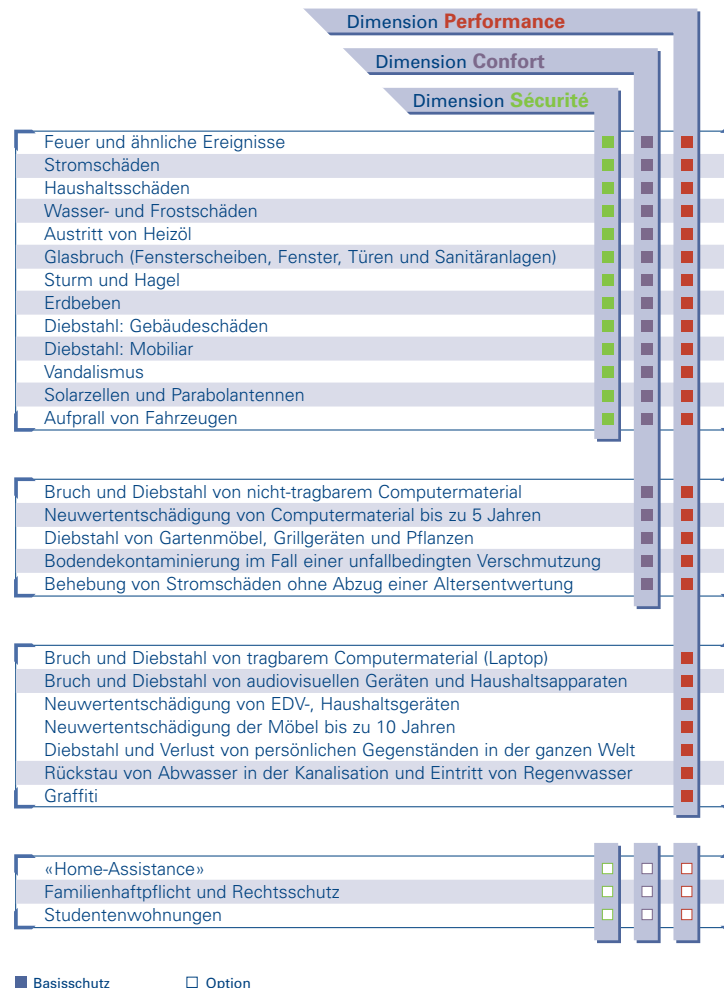 Dimension Performance
Dimension Confort
Dimension Sécurité
Feuer und ähnliche Ereignisse
Stromschäden
Haushaltsschäden
Wasser- und Frostschäden
Austritt von Heizöl
Glasbruch (Fensterscheiben, Fenster, Türen und Sanitäranlagen)
Sturm und Hagel
Erdbeben
Diebstahl: Gebäudeschäden
Diebstahl: Mobiliar
Vandalismus
Solarzellen und Parabolantennen
Aufprall von Fahrzeugen
Bruch und Diebstahl von nicht-tragbarem Computermaterial
Neuwertentschädigung von Computermaterial bis zu 5 Jahren
Diebstahl von Gartenmöbel, Grillgeräten und Pflanzen
Bodendekontaminierung im Fall einer unfallbedingten Verschmutzung
Behebung von Stromschäden ohne Abzug einer Altersentwertung
Bruch und Diebstahl von tragbarem Computermaterial (Laptop)
Bruch und Diebstahl von audiovisuellen Geräten und Haushaltsapparaten
Neuwertentschädigung von EDV-, Haushaltsgeräten
Neuwertentschädigung der Möbel bis zu 10 Jahren
Diebstahl und Verlust von persönlichen Gegenständen in der ganzen Welt
Rückstau von Abwasser in der Kanalisation und Eintritt von Regenwasser
Graffiti
«Home-Assistance»
Familienhaftpflicht und Rechtsschutz
Studentenwohnungen
Basisschutz
Option